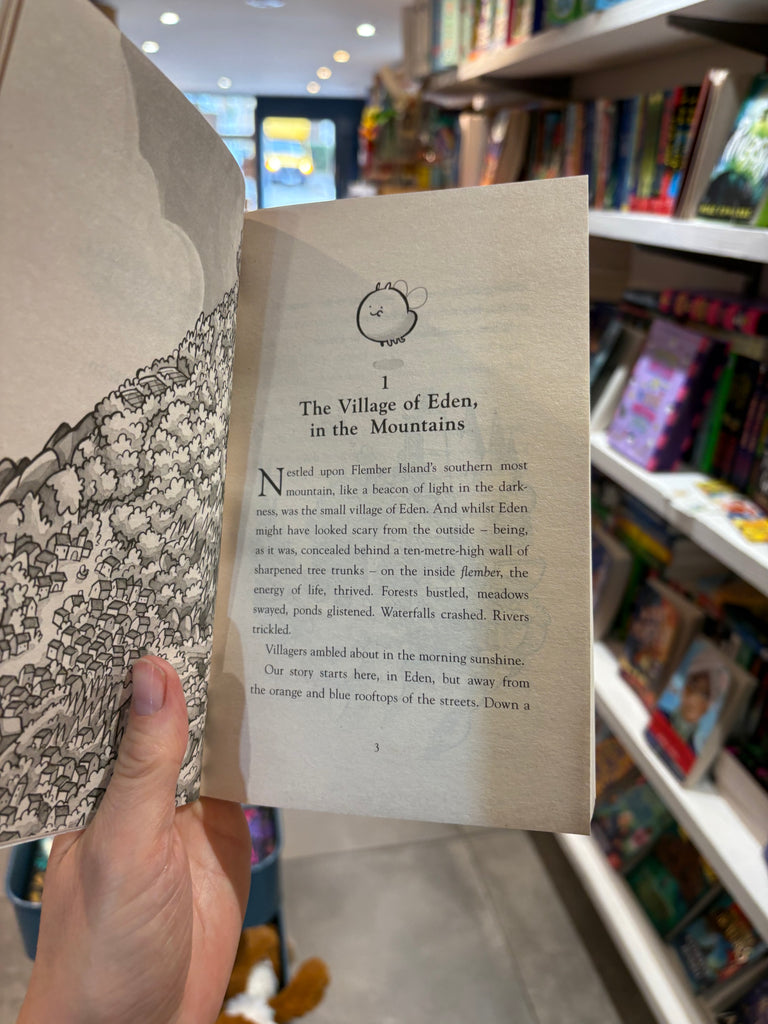 1
The Village of Eden,
in the Mountains
Nestled upon Flember Island’s southern most
mountain, like a beacon of light in the dark-
ness, was the small village of Eden. And whilst Eden
might have looked scary from the outside – being,
as it was, concealed behind a ten-metre-high wall of
sharpened tree trunks – on the inside flember, the
energy of life, thrived. Forests bustled, meadows
swayed, ponds glistened. Waterfalls crashed. Rivers
trickled.
Villagers ambled about in the morning sunshine.
Our story starts here, in Eden, but away from
the orange and blue rooftops of the streets. Down a
3